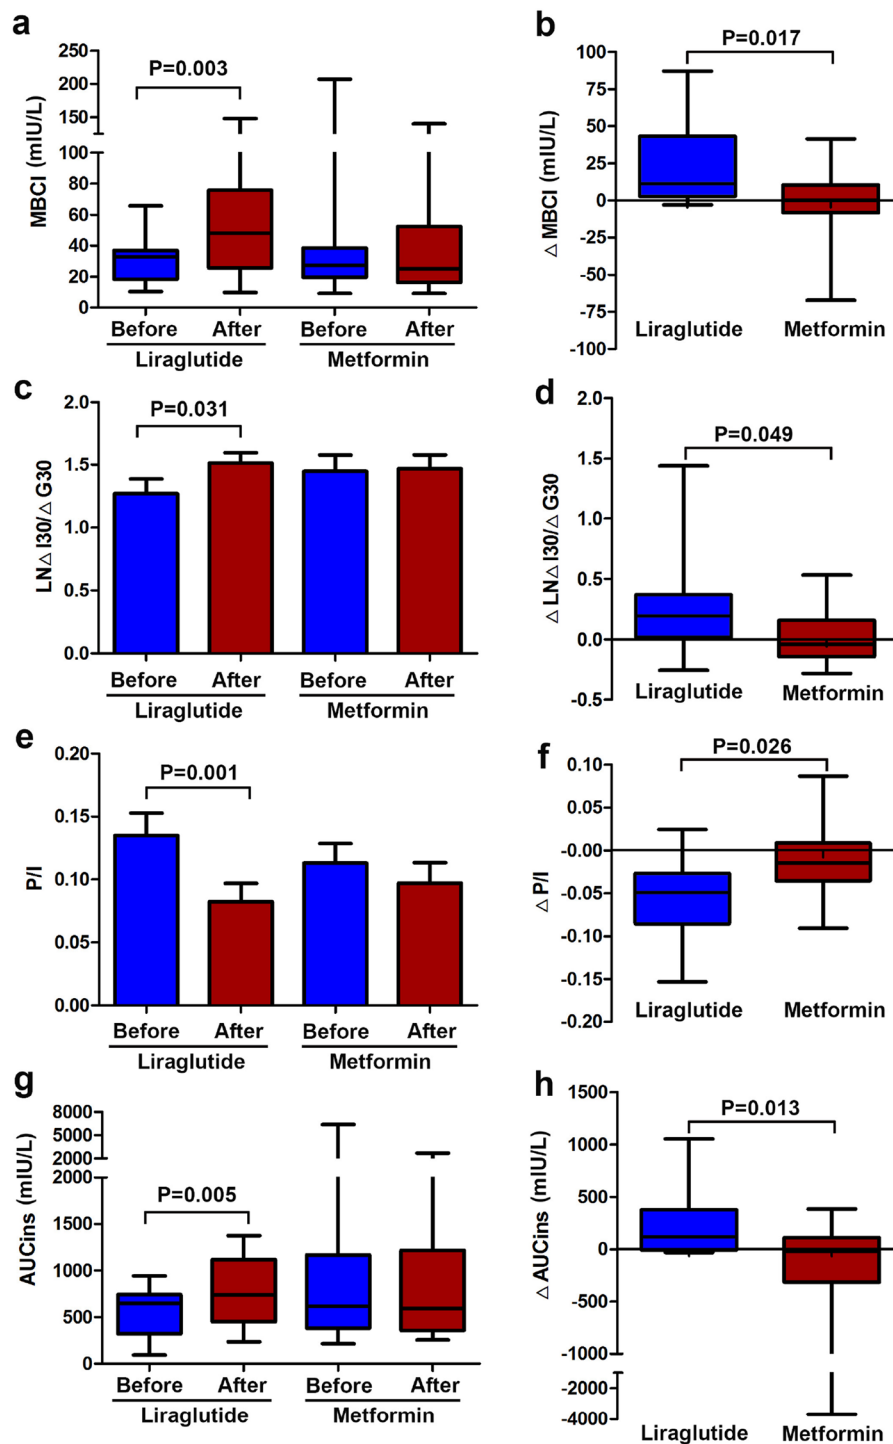 a
MBCI (mIU/L)
250
200
150
100
80
60
40
20
0
P=0.003
Before After Before After
Liraglutide Metformin
b
△ MBCI (mIU/L)
100
75
50
25
0
-25
-50
-75
-100
P=0.017
Liraglutide Metformin
c
LN△ I30/△ G30
2.0
1.5
1.0
0.5
0.0
P=0.031
Before After Before After
Liraglutide Metformin
d
△ LN△ I30/△ G30
2.0
1.5
1.0
0.5
0.0
-0.5
P=0.049
Liraglutide Metformin
e
P/I
0.20
0.15
0.10
0.05
0.00
P=0.001
Before After Before After
Liraglutide Metformin
f
△ P/I
0.10
0.05
-0.00
-0.05
-0.10
-0.15
-0.20
P=0.026
Liraglutide Metformin
g
AUCins (mIU/L)
8000
5000
2000
2000
1500
1000
500
0
P=0.005
Before After Before After
Liraglutide Metformin
h
△ AUCins (mIU/L)
1500
1000
500
0
-500
-1000
-2000
-4000
P=0.013
Liraglutide Metformin